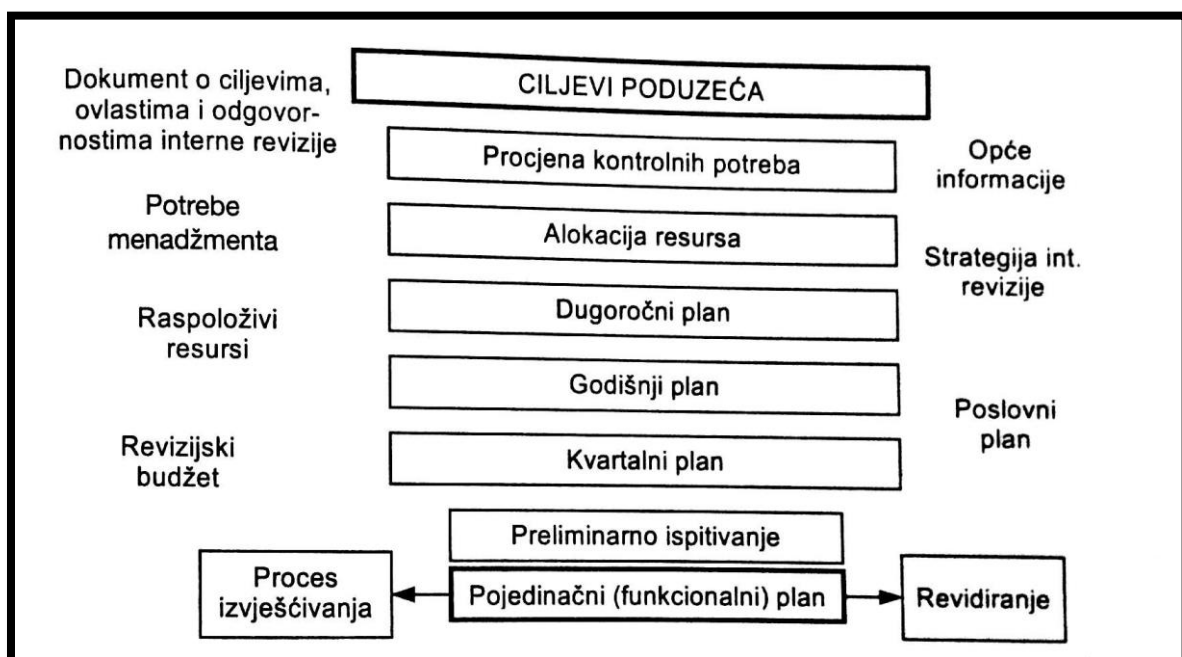 Dokument o ciljevima,
ovlastima i odgovor-
nostima interne revizije
CILJEVI PODUZEĆA
Procjena kontrolnih potreba
Opće
informacije
Potrebe
menadžmenta
Alokacija resursa
Strategija int.
revizije
Dugoročni plan
Raspoloživi
resursi
Godišnji plan
Poslovni
plan
Revizijski
budžet
Kvartalni plan
Preliminarno ispitivanje
Proces
izvješćivanja
Pojedinačni (funkcionalni) plan
Revidiranje